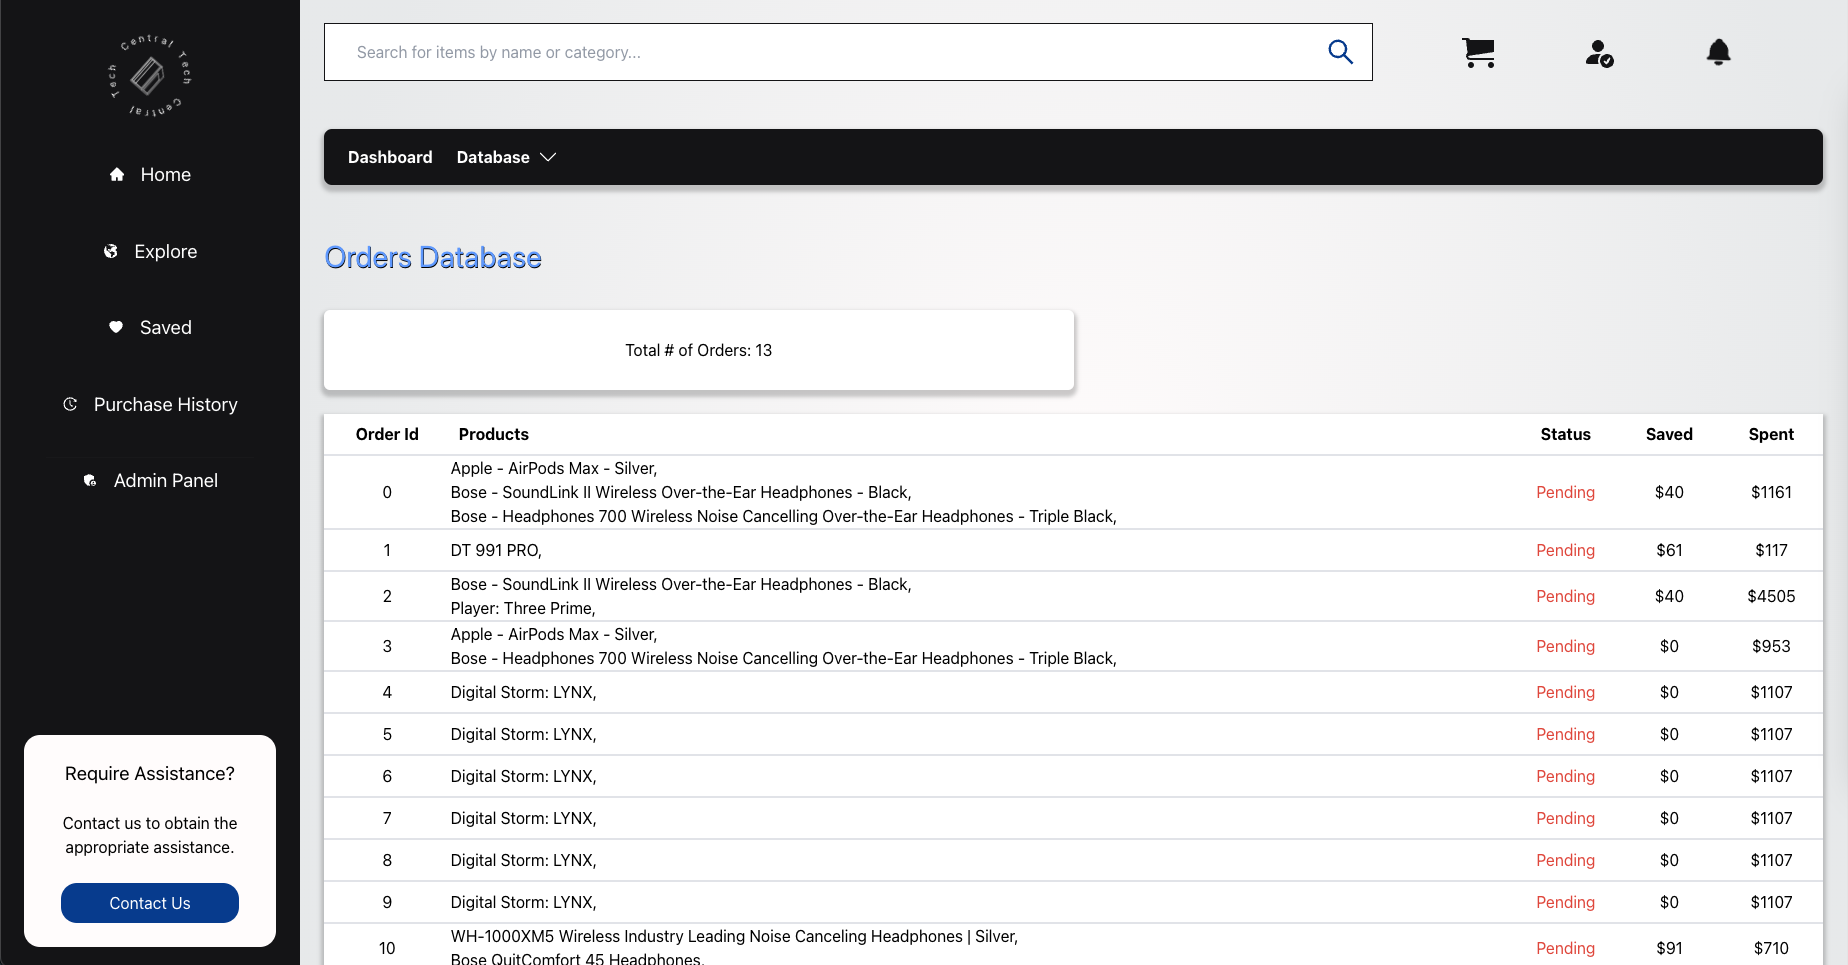 Central Tech Central Tech
Home
Explore
Saved
Purchase History
Admin Panel
Require Assistance?
Contact us to obtain the
appropriate assistance.
Contact Us
Search for items by name or category...
Dashboard Database
Orders Database
Total # of Orders: 13
Order Id Products Status Saved Spent
Apple - AirPods Max - Silver,
0 Bose - SoundLink II Wireless Over-the-Ear Headphones - Black, Pending $40 $1161
Bose - Headphones 700 Wireless Noise Cancelling Over-the-Ear Headphones - Triple Black,
1 DT 991 PRO, Pending $61 $117
Bose - SoundLink II Wireless Over-the-Ear Headphones - Black,
2 Pending $40 $4505
Player: Three Prime,
Apple - AirPods Max - Silver,
3 Pending $0 $953
Bose - Headphones 700 Wireless Noise Cancelling Over-the-Ear Headphones - Triple Black,
4 Digital Storm: LYNX, Pending $0 $1107
5 Digital Storm: LYNX, Pending $0 $1107
6 Digital Storm: LYNX, Pending $0 $1107
7 Digital Storm: LYNX, Pending $0 $1107
8 Digital Storm: LYNX, Pending $0 $1107
9 Digital Storm: LYNX, Pending $0 $1107
WH-1000XM5 Wireless Industry Leading Noise Canceling Headphones | Silver,
10 Pending $91 $710
Bose QuitComfort 45 Headphones,